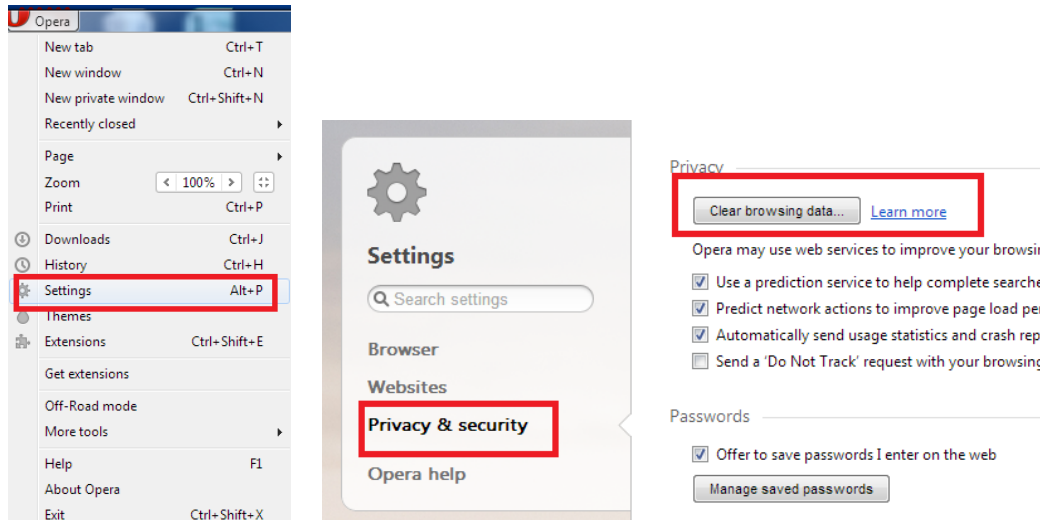 Opera
New tab Ctrl+T
New window Ctrl+N
New private window Ctrl+Shift+N
Recently closed
Page
Zoom 100%
Print Ctrl+P
Downloads Ctrl+J
History Ctrl+H
Settings Alt+P
Themes
Extensions Ctrl+Shift+E
Get extensions
Off-Road mode
More tools
Help F1
About Opera
Exit Ctrl+Shift+X
Settings
Search settings
Browser
Websites
Privacy & security
Opera help
Privacy
Clear browsing data... Learn more
Opera may use web services to improve your browsin
Use a prediction service to help complete searche
Predict network actions to improve page load per
Automatically send usage statistics and crash rep
Send a 'Do Not Track' request with your browsing
Passwords
Offer to save passwords I enter on the web
Manage saved passwords